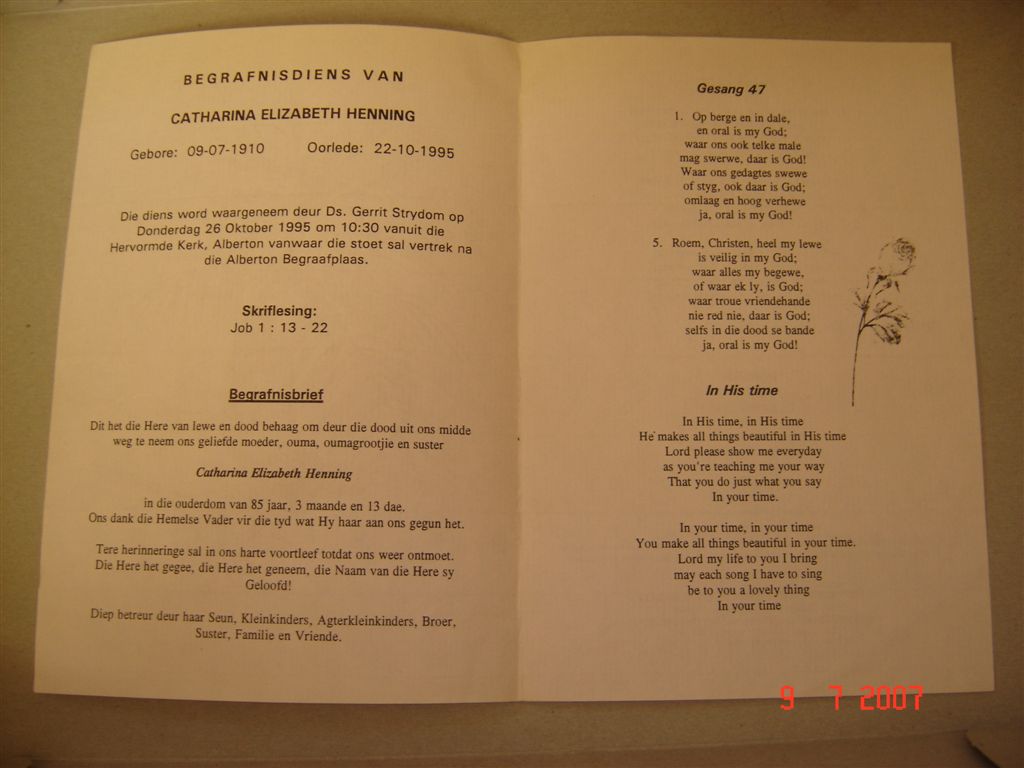 BEGRAFNISDIENS VAN
CATHARINA ELIZABETH HENNING
Gebore: 09-07-1910 Oorlede: 22-10-1995
Die diens word waargeneem deur Ds. Gerrit Strydom op
Donderdag 26 Oktober 1995 om 10:30 vanuit die
Hervormde Kerk, Alberton vanwaar die stoet sal vertrek na
die Alberton Begraafplaas.
Skriflesing:
Job 1 : 13 - 22
Begrafnisbrief
Dit het die Here van lewe en dood behaag om deur die dood uit ons midde
weg te neem ons geliefde moeder, ouma, oumagrootjie en suster
Catharina Elizabeth Henning
in die ouderdom van 85 jaar, 3 maande en 13 dae.
Ons dank die Hemelse Vader vir die tyd wat Hy haar aan ons gegun het.
Tere herinneringe sal in ons harte voortleef totdat ons weer ontmoet.
Die Here het gegee, die Here het geneem, die Naam van die Here sy
Geloofd!
Diep betreur deur haar Seun, Kleinkinders, Agterkleinkinders, Broer,
Suster, Familie en Vriende.
Gesang 47
1. Op berge en in dale,
en oral is my God;
waar ons ook telke male
mag swerwe, daar is God!
Waar ons gedagtes swewe
of styg, ook daar is God;
omlaag en hoog verhewe
ja, oral is my God!
5. Roem, Christen, heel my lewe
is veilig in my God;
waar alles my begewe,
of waar ek ly, is God;
waar troue vriendehande
nie red nie, daar is God;
selfs in die dood se bande
ja, oral is my God!
In His time
In His time, in His time
He makes all things beautiful in His time
Lord please show me everyday
as you're teaching me your way
That you do just what you say
In your time.
In your time, in your time
You make all things beautiful in your time.
Lord my life to you I bring
may each song I have to sing
be to you a lovely thing
In your time
9 7 2007